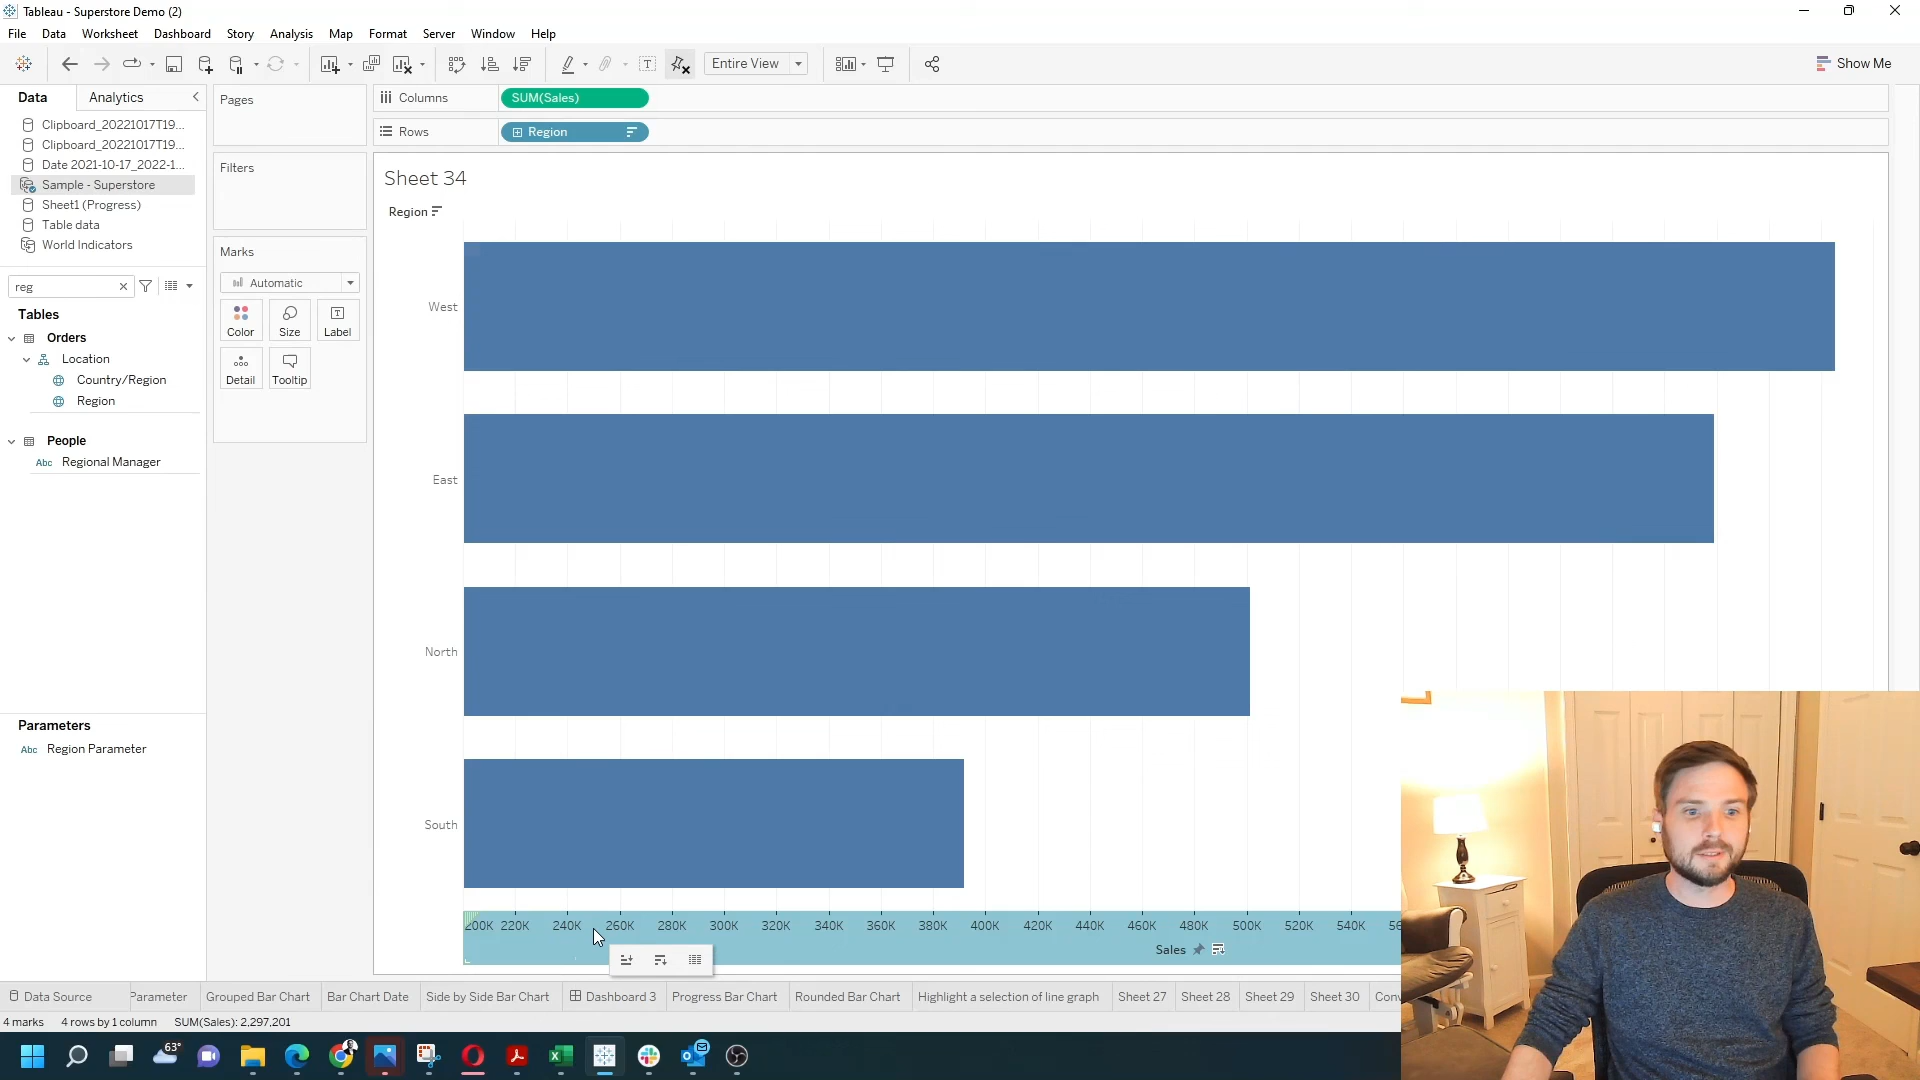 Tableau - Superstore Demo (2)
File Data Worksheet Dashboard Story Analysis Map Format Server Window Help
Entire View
Show Me
Data Analytics
Clipboard_20221017T19...
Clipboard_20221017T19...
Date 2021-10-17_2022-1...
Sample - Superstore
Sheet1 (Progress)
Table data
World Indicators
reg
Tables
Orders
Location
Country/Region
Region
People
Abc Regional Manager
Parameters
Abc Region Parameter
Pages
Filters
Marks
Automatic
Color Size Label
Detail Tooltip
Columns SUM(Sales)
Rows Region
Sheet 34
Region
West
East
North
South
200K 220K 240K 260K 280K 300K 320K 340K 360K 380K 400K 420K 440K 460K 480K 500K 520K 540K 56
Sales
Data Source Parameter Grouped Bar Chart Bar Chart Date Side by Side Bar Chart Dashboard 3 Progress Bar Chart Rounded Bar Chart Highlight a selection of line graph Sheet 27 Sheet 28 Sheet 29 Sheet 30 Conv
4 marks 4 rows by 1 column SUM(Sales): 2,297,201
63°